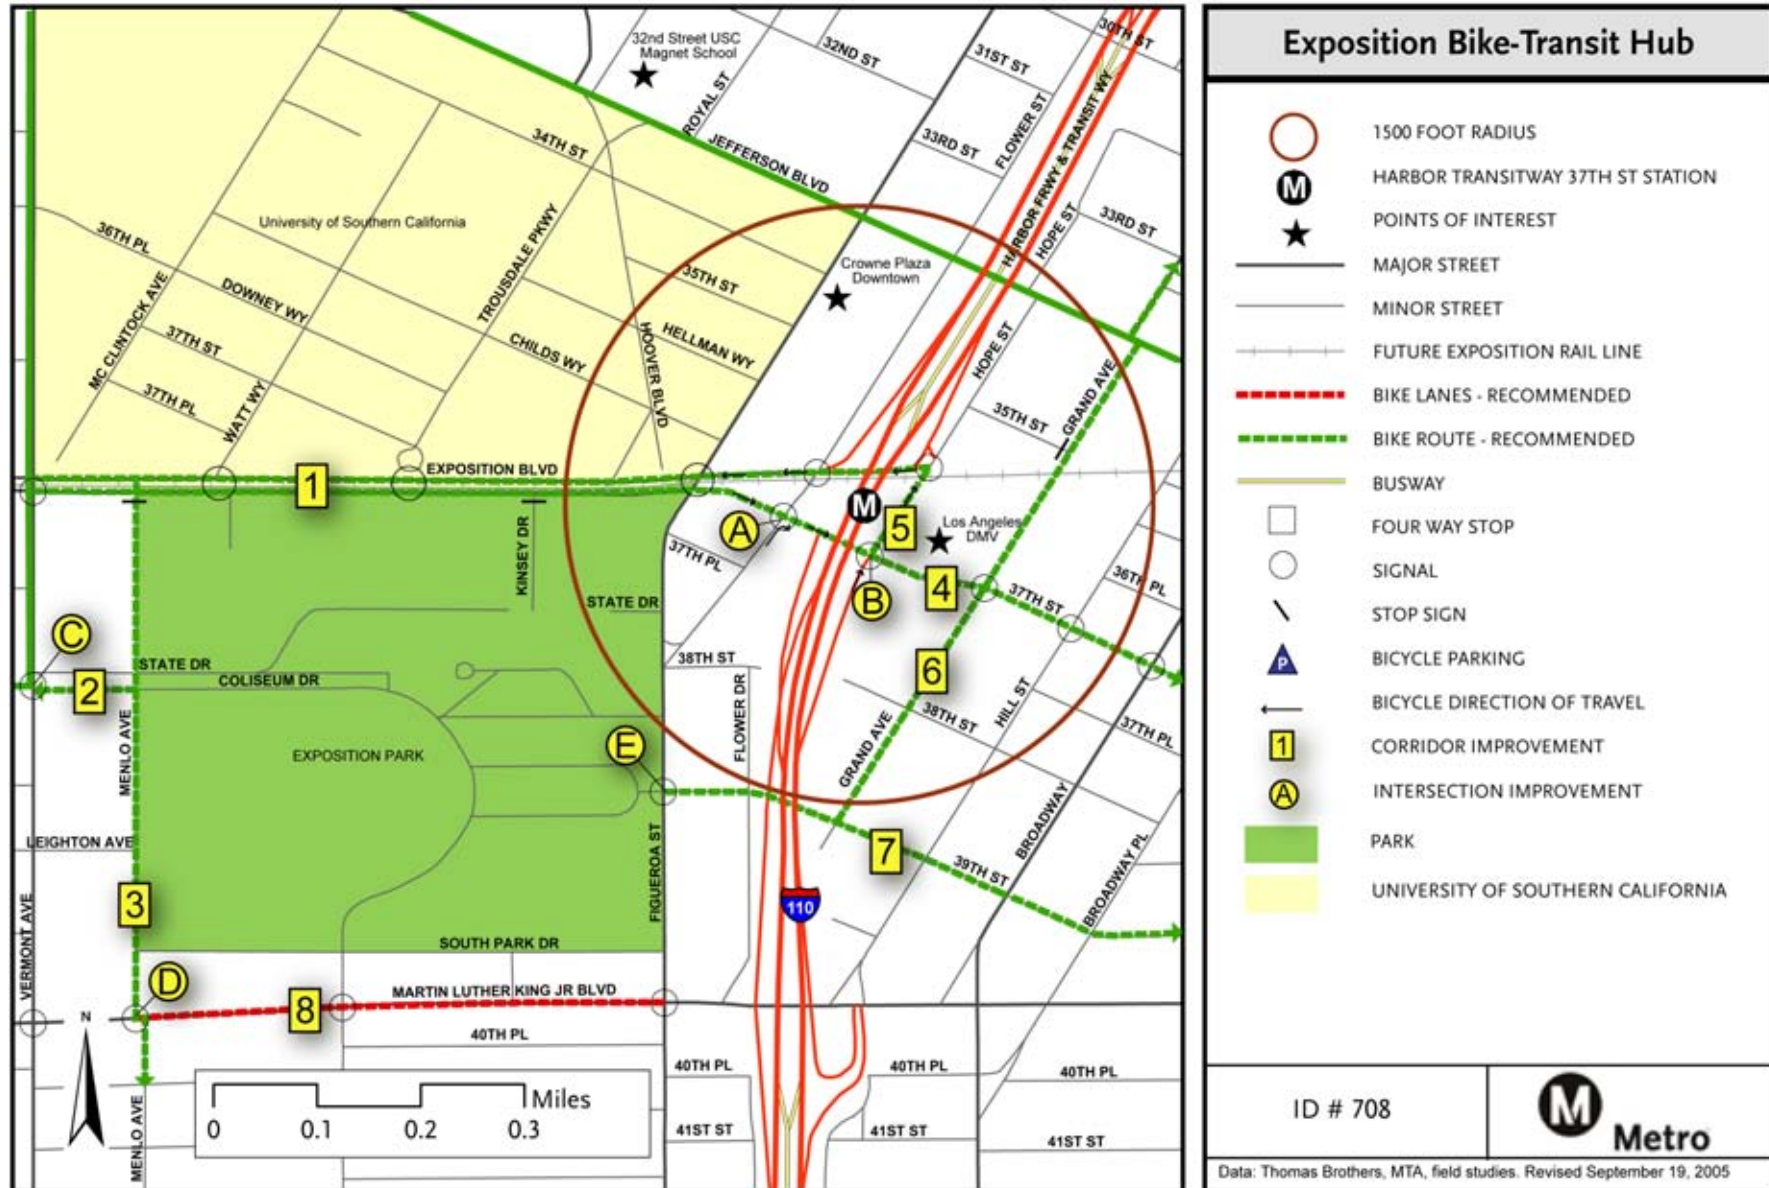 Exposition Bike-Transit Hub
1500 FOOT RADIUS
M
HARBOR TRANSITWAY 37TH ST STATION
POINTS OF INTEREST
MAJOR STREET
MINOR STREET
FUTURE EXPOSITION RAIL LINE
BIKE LANES - RECOMMENDED
BIKE ROUTE - RECOMMENDED
BUSWAY
FOUR WAY STOP
SIGNAL
STOP SIGN
P
BICYCLE PARKING
BICYCLE DIRECTION OF TRAVEL
1
CORRIDOR IMPROVEMENT
A
INTERSECTION IMPROVEMENT
PARK
UNIVERSITY OF SOUTHERN CALIFORNIA
ID # 708
M
Metro
Data: Thomas Brothers, MTA, field studies. Revised September 19, 2005
32nd Street USC
Magnet School
ROYAL ST
32ND ST
31ST ST
30TH ST
FLOWER ST
33RD ST
HARBOR FRWY & TRANSIT WY
34TH ST
JEFFERSON BLVD
University of Southern California
36TH PL
DOWNEY WY
TROUSDALE PKWY
MC CLINTOCK AVE
37TH ST
37TH PL
WATT WY
CHILDS WY
HOOVER BLVD
35TH ST
HELLMAN WY
Crowne Plaza
Downtown
HOPE ST
33RD ST
HOPE ST
35TH ST
GRAND AVE
EXPOSITION BLVD
1
M
A
5
Los Angeles
DMV
37TH PL
B
4
37TH ST
36TH PL
KINSEY DR
STATE DR
C
STATE DR
2
COLISEUM DR
38TH ST
6
FLOWER DR
38TH ST
HILL ST
37TH PL
MENLO AVE
EXPOSITION PARK
E
GRAND AVE
BROADWAY
LEIGHTON AVE
7
39TH ST
BROADWAY PL
3
FIGUEROA ST
110
VERMONT AVE
SOUTH PARK DR
D
8
MARTIN LUTHER KING JR BLVD
N
40TH PL
40TH PL
40TH PL
40TH PL
Miles
0 0.1 0.2 0.3
MENLO AVE
41ST ST
41ST ST
41ST ST